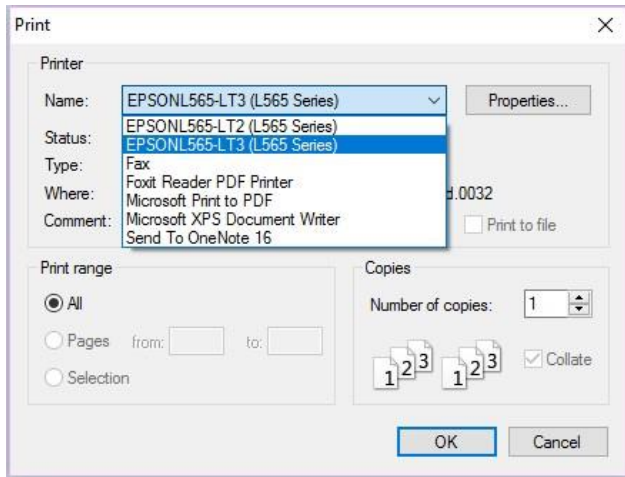 Print
Printer
Name: EPSONL565-LT3 (L565 Series) Properties...
EPSONL565-LT2 (L565 Series)
Status: EPSONL565-LT3 (L565 Series)
Type: Fax
Foxit Reader PDF Printer
Where: Microsoft Print to PDF d.0032
Comment: Microsoft XPS Document Writer Print to file
Send To OneNote 16
Print range Copies
All Number of copies: 1
Pages from: to:
1 2 3 1 2 3 Collate
Selection
OK Cancel